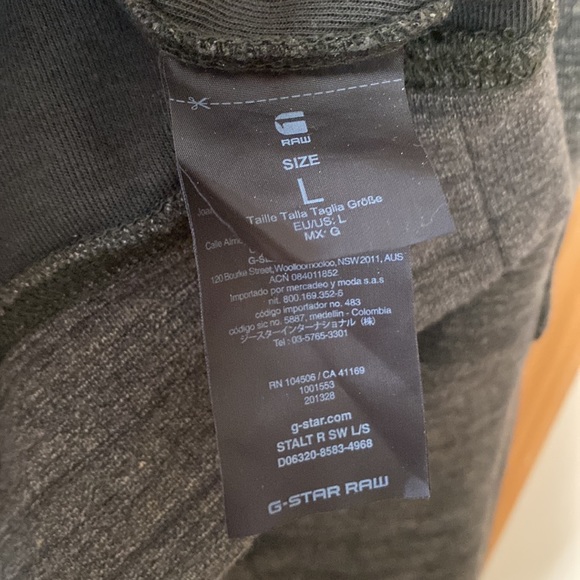 G
RAW
SIZE
L
Taille Talla Taglia Größe
EU/US: L
MX: G
Calle
120 Bourke Street, Woolloomooloo, NSW 2011, AUS
ACN 084011852
Importado por mercadeo y moda s.a.s
nit. 800.169.352-6
código importador no. 483
código sic no. 5887, medellin - Colombia
ジースターインターナショナル (株)
Tel : 03-5765-3301
RN 104506 / CA 41169
1001553
201328
g-star.com
STALT R SW L/S
D06320-8583-4968
G-STAR RAW